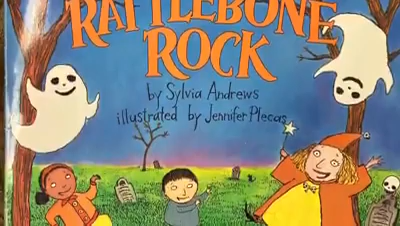 RATTLEBONE
ROCK
by Sylvia Andrews
illustrated by Jennifer Plecas